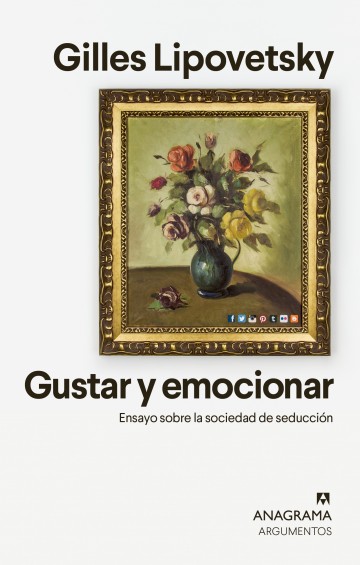 Gilles Lipovetsky
Gustar y emocionar
Ensayo sobre la sociedad de seducción
ANAGRAMA
ARGUMENTOS